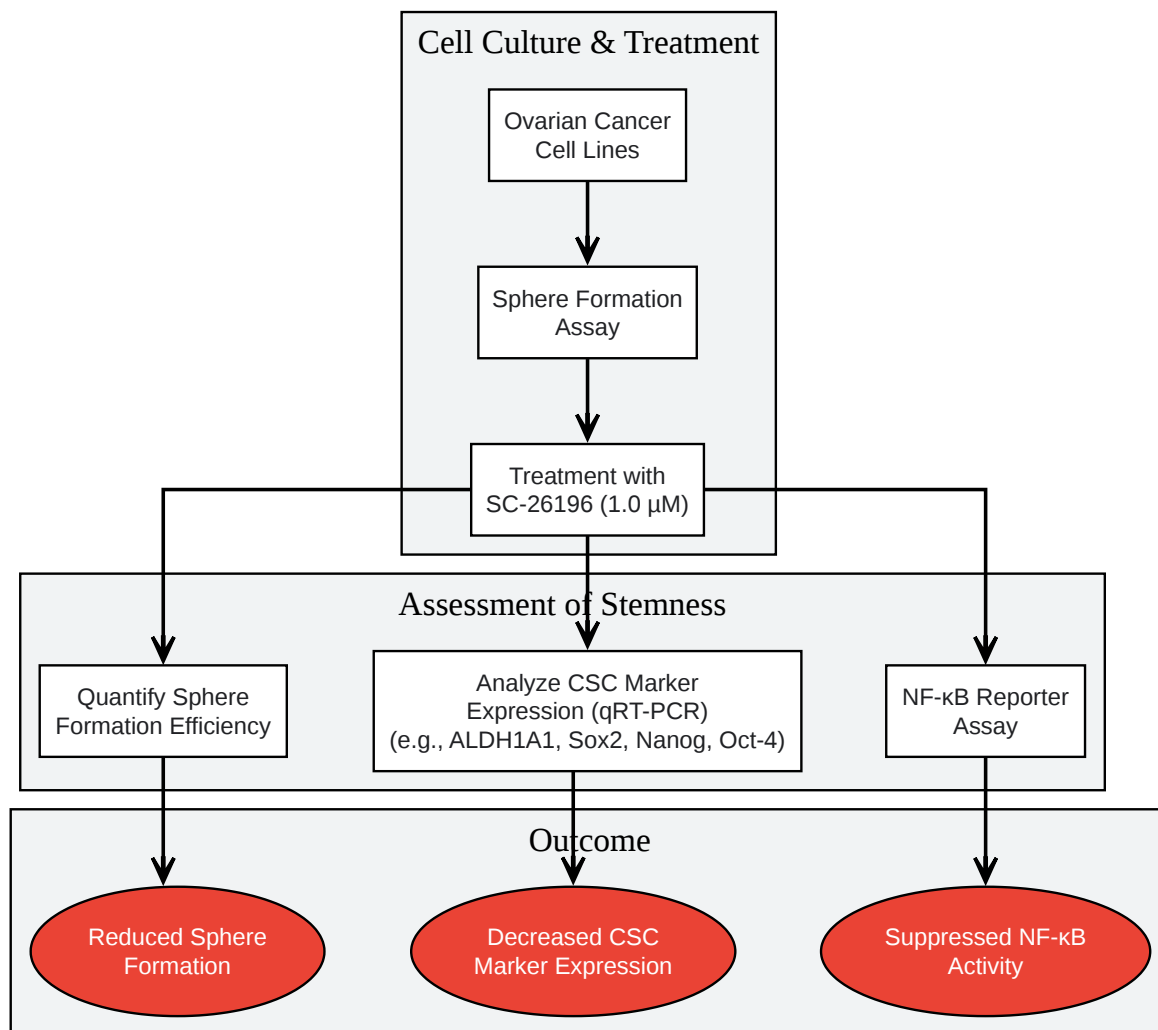 Cell Culture & Treatment
Ovarian Cancer
Cell Lines
Sphere Formation
Assay
Treatment with
SC-26196 (1.0 µM)
Assessment of Stemness
Quantify Sphere
Formation Efficiency
Analyze CSC Marker
Expression (qRT-PCR)
(e.g., ALDH1A1, Sox2, Nanog, Oct-4)
NF-κB Reporter
Assay
Outcome
Reduced Sphere
Formation
Decreased CSC
Marker Expression
Suppressed NF-κB
Activity